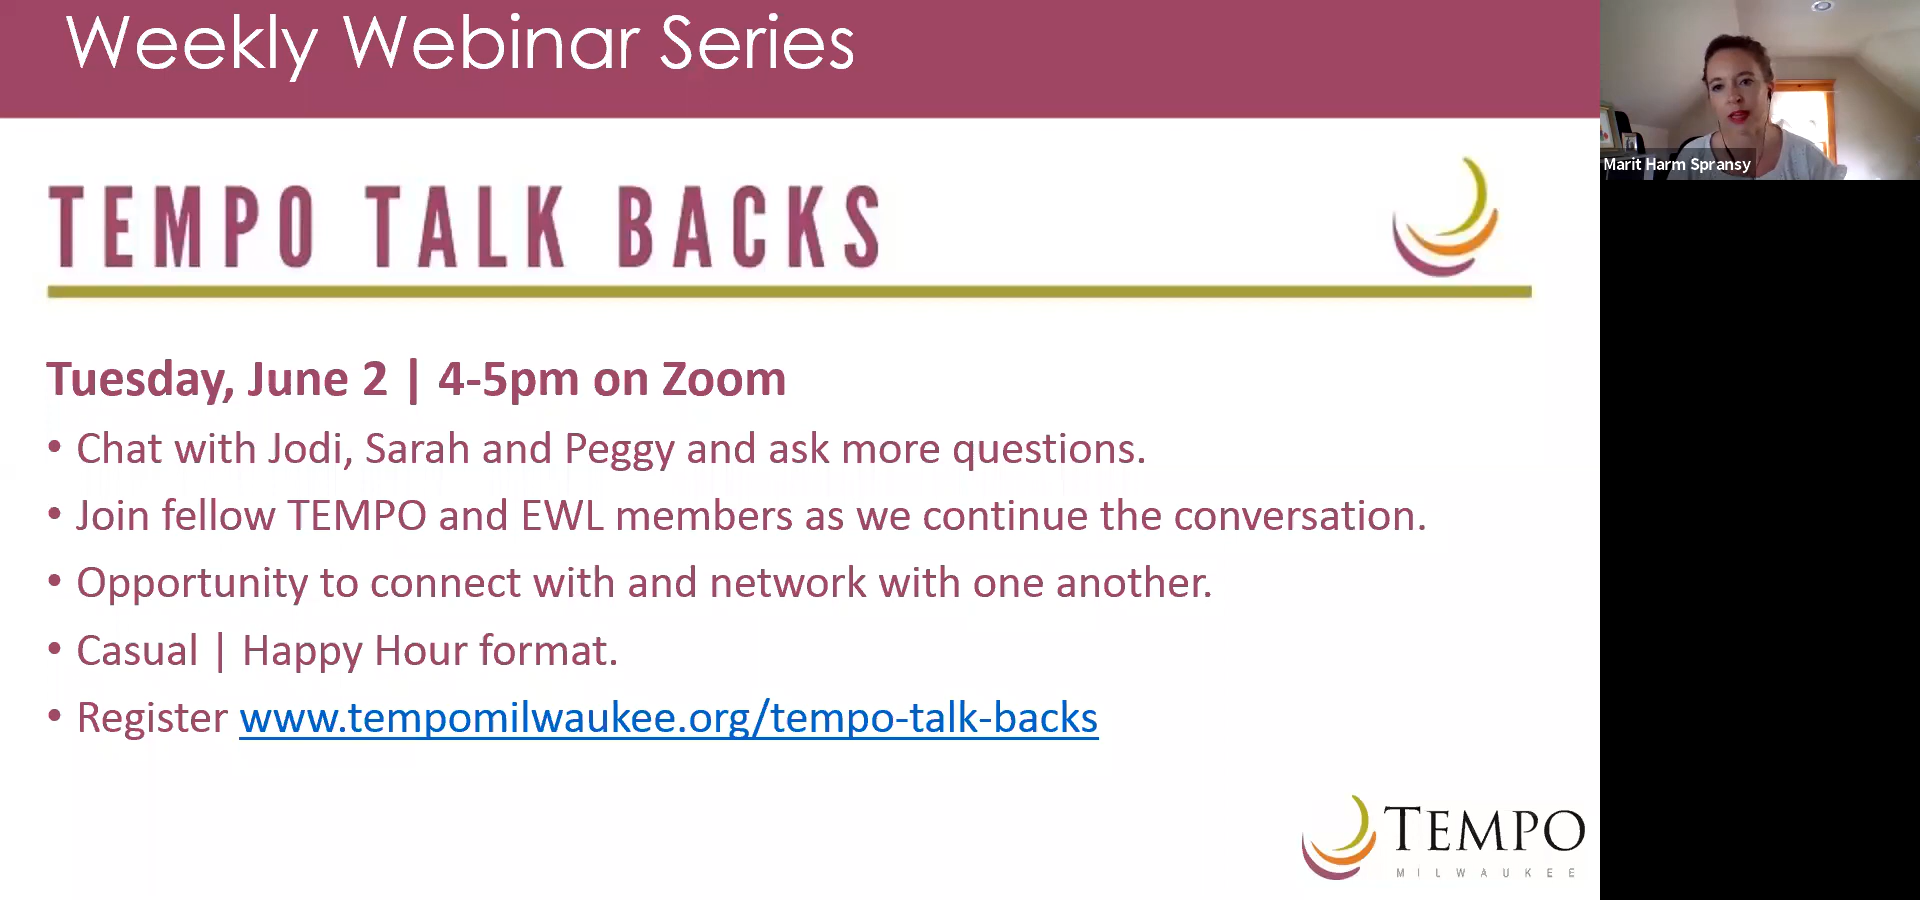 Weekly Webinar Series
Marit Harm Spransy
TEMPO TALK BACKS
Tuesday, June 2 | 4-5pm on Zoom
• Chat with Jodi, Sarah and Peggy and ask more questions.
• Join fellow TEMPO and EWL members as we continue the conversation.
• Opportunity to connect with and network with one another.
• Casual | Happy Hour format.
• Register www.tempomilwaukee.org/tempo-talk-backs
TEMPO
MILWAUKEE